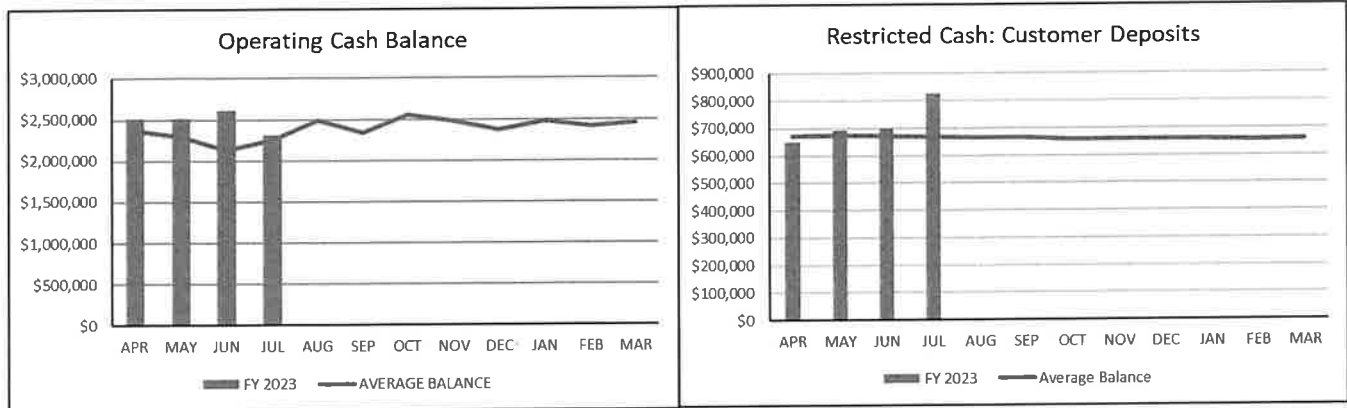 Operating Cash Balance
$3,000,000
$2,500,000
$2,000,000
$1,500,000
$1,000,000
$500,000
$0
APR MAY JUN JUL AUG SEP OCT NOV DEC JAN FEB MAR
FY 2023 AVERAGE BALANCE
Restricted Cash: Customer Deposits
$900,000
$800,000
$700,000
$600,000
$500,000
$400,000
$300,000
$200,000
$100,000
$0
APR MAY JUN JUL AUG SEP OCT NOV DEC JAN FEB MAR
FY 2023 Average Balance